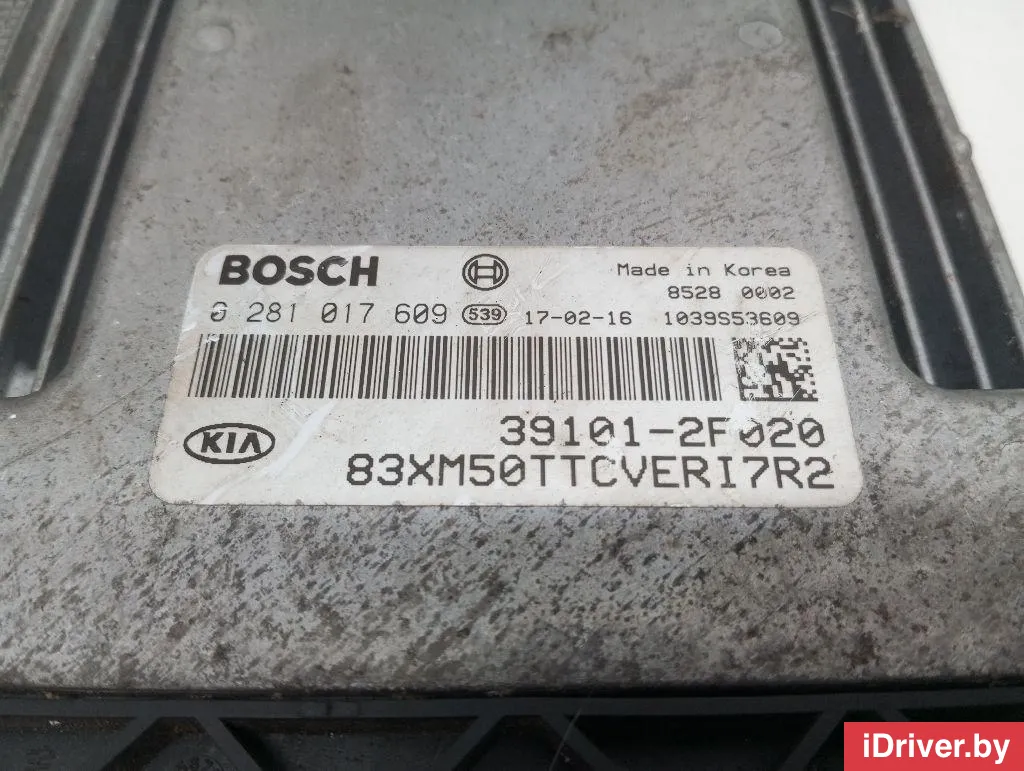 BOSCH
Made in Korea
8528 0002
0 281 017 609 539 17-02-16 1039S53609
KIA
39101-2F020
83XM50TTCVERI7R2
iDriver.by